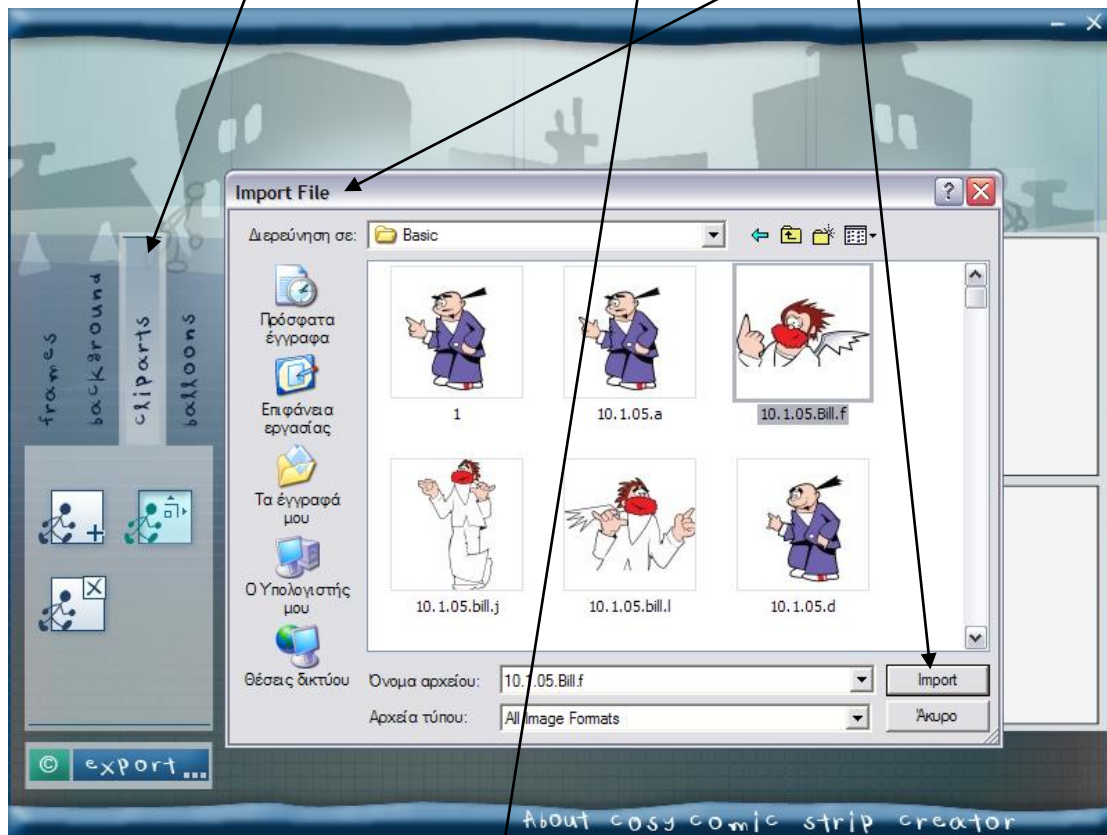 Import File
Διερεύνηση σε:
Basic
frames
background
cliparts
balloons
Πρόσφατα
έγγραφα
Επιφάνεια
εργασίας
Τα έγγραφά
μου
Ο Υπολογιστής
μου
Θέσεις δικτύου
1
10.1.05.a
10.1.05.Bill.f
10.1.05.bill.j
10.1.05.bill.l
10.1.05.d
Όνομα αρχείου:
10.1.05.Bill.f
Import
Αρχεία τύπου:
All Image Formats
Άκυρο
© export...
About cosy comic strip creator